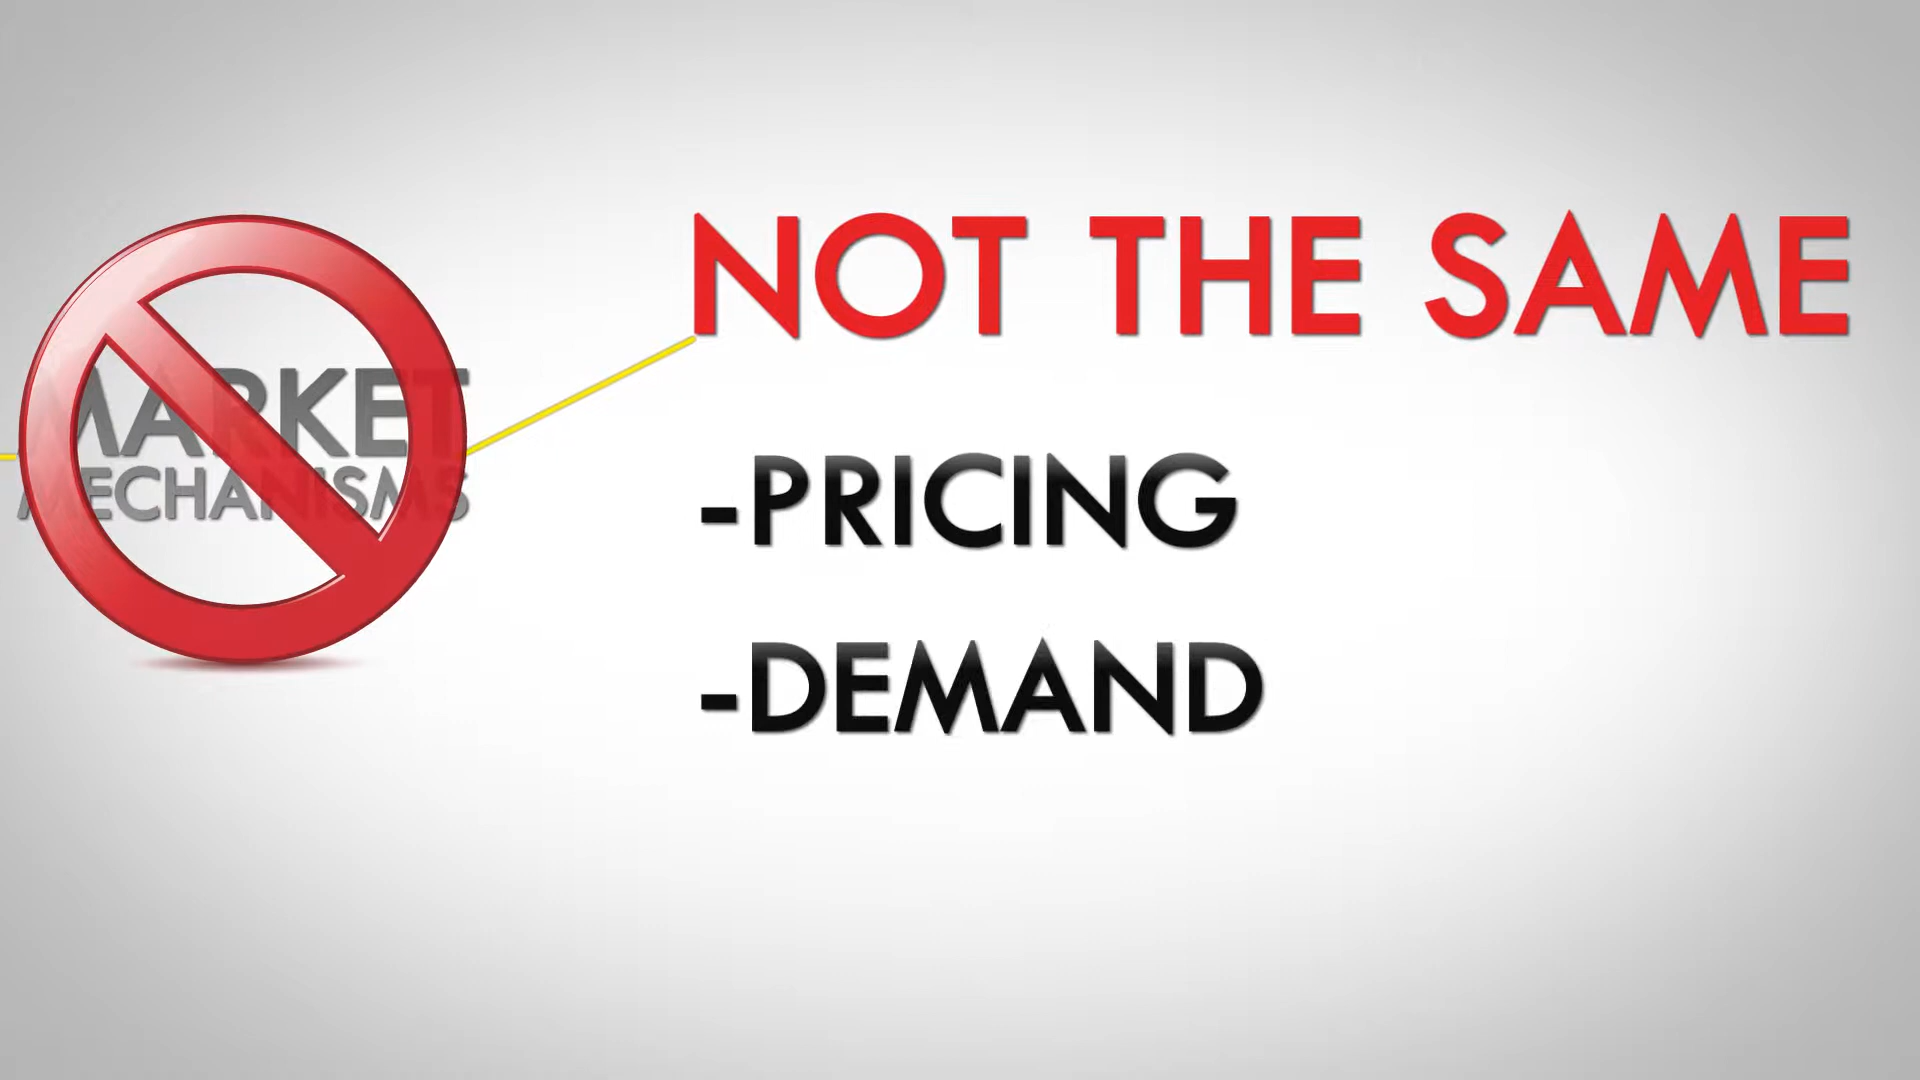 MARKET
MECHANISMS
NOT THE SAME
-PRICING
-DEMAND